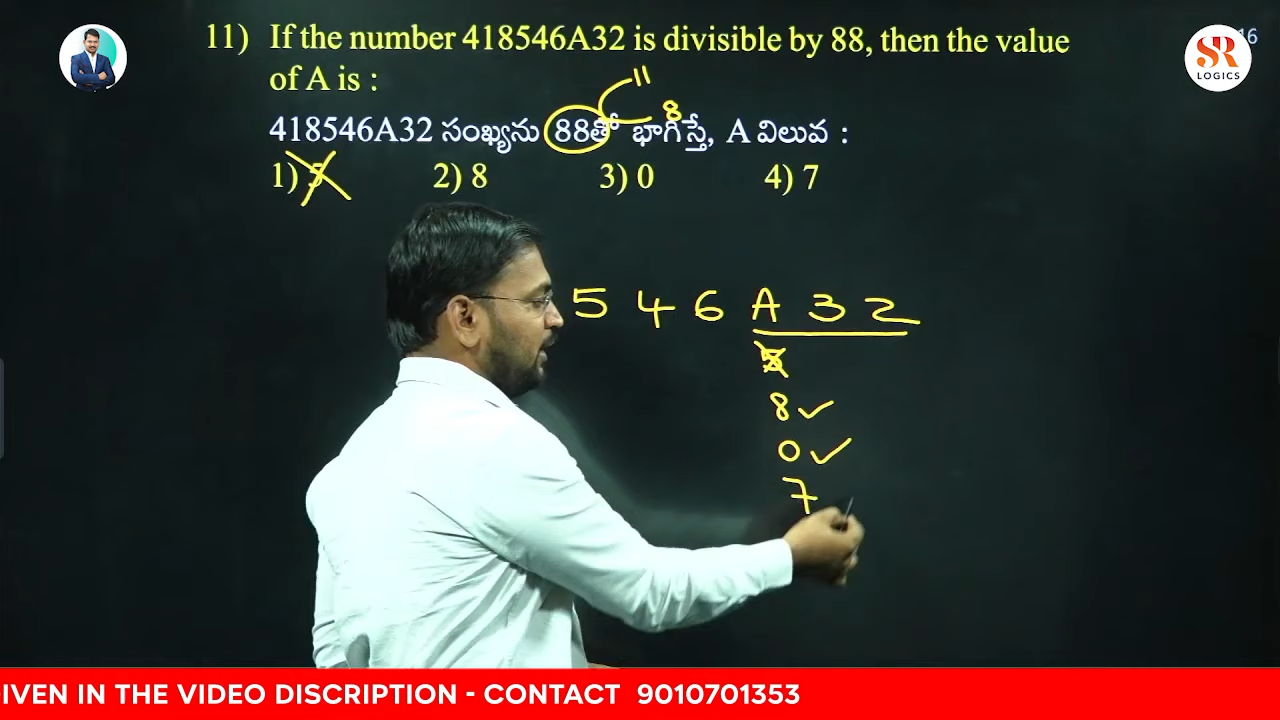 11) If the number 418546A32 is divisible by 88, then the value
of A is :
418546A32 సంఖ్యను 88తో భాగిస్తే, A విలువ :
11
8
1) 5 2) 8 3) 0 4) 7
5 4 6 A 3 2
8 ✓
0 ✓
7
SR
LOGICS
16
IVEN IN THE VIDEO DISCRIPTION - CONTACT 9010701353